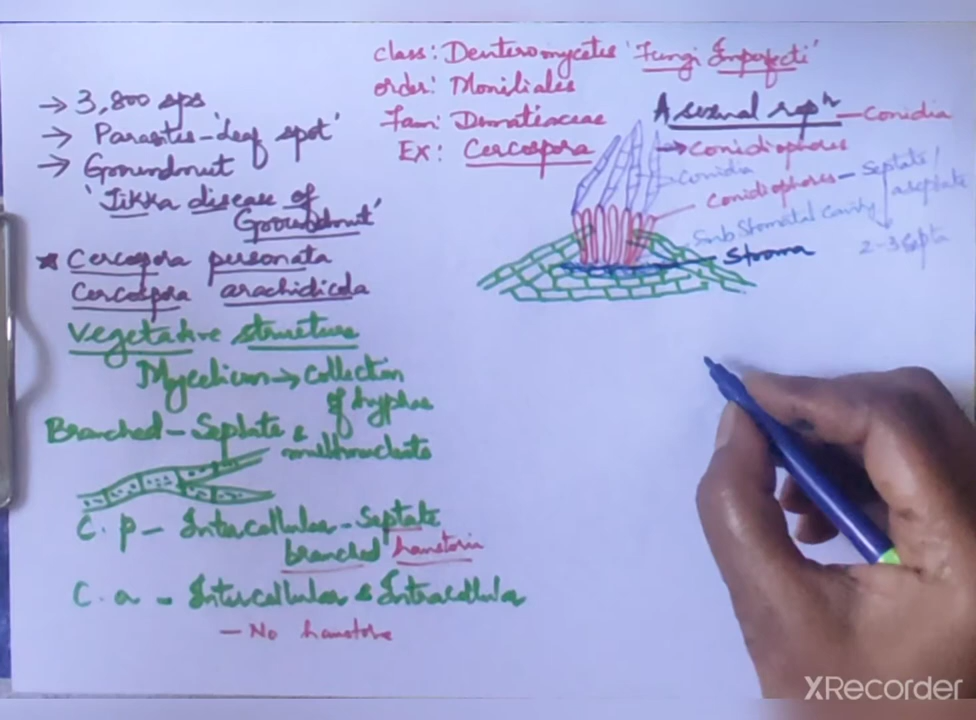 class: Deuteromycetes 'Fungi Imperfecti'
order: Moniliales
Fam: Dematiaceae
Ex: Cercospora
→ 3,800 sps
→ Parasites - 'Leaf spot'
→ Groundnut
'Tikka disease of
Groundnut'
* Cercospora personata
Cercospora arachidicola
Vegetative structure
Mycelium → collection
of hyphae
Branched - Septate &
multinucleate
C. p - Intercellular - Septate
branched haustoria
C. a - Intercellular & Intracellular
- No haustoria
Asexual repⁿ - Conidia
→ conidiophores
Conidia
Conidiophores - Septate /
aseptate
Sub Stomatal cavity
2-3 Septa
Stroma
XRecorder